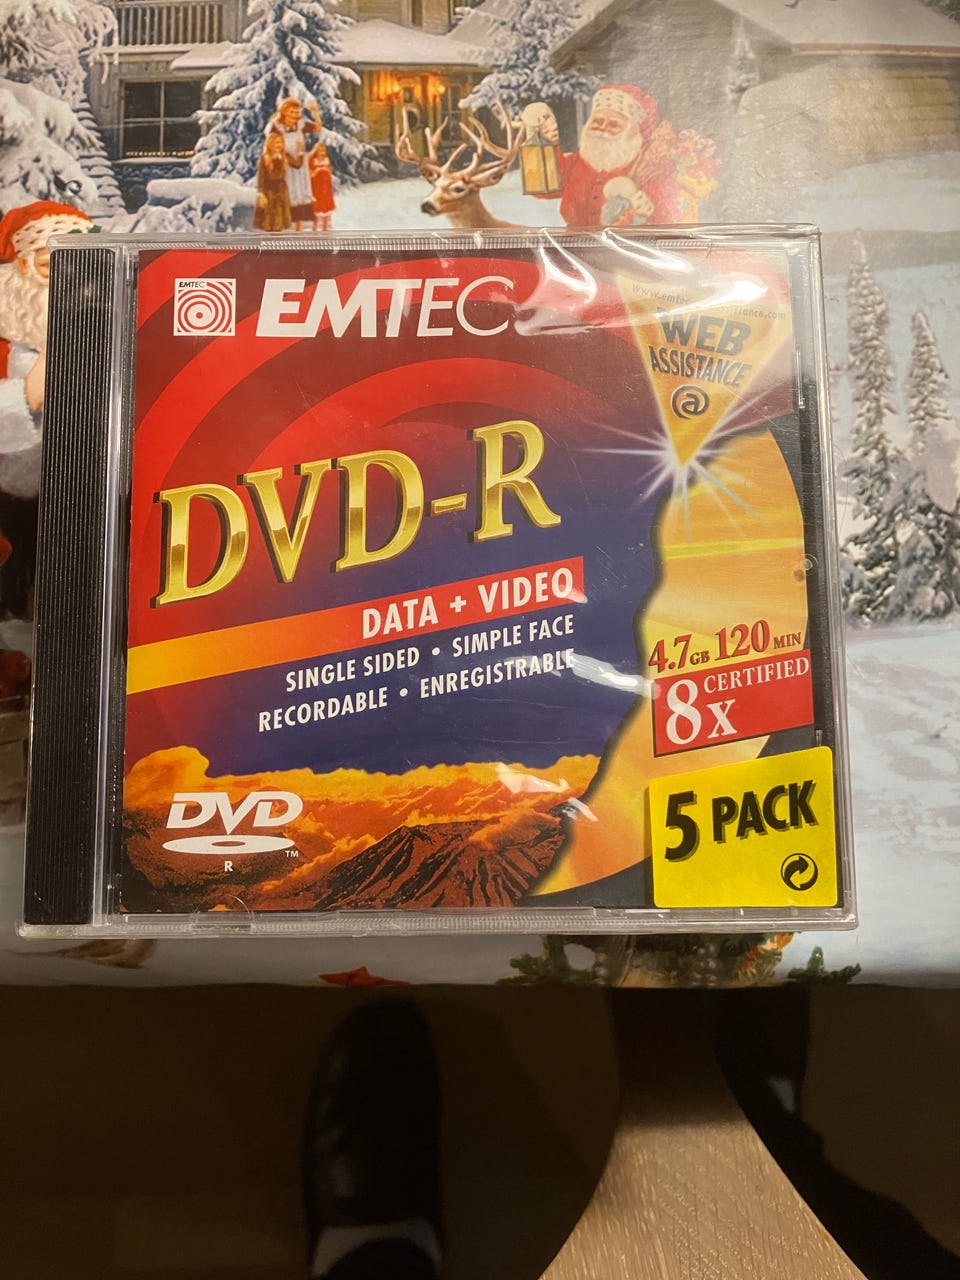 EMTEC
EMTEC
WEB
ASSISTANCE
@
DVD-R
DATA + VIDEO
SINGLE SIDED • SIMPLE FACE
RECORDABLE • ENREGISTRABLE
4.7GB 120 MIN
CERTIFIED
8x
DVD
TM
R
5 PACK